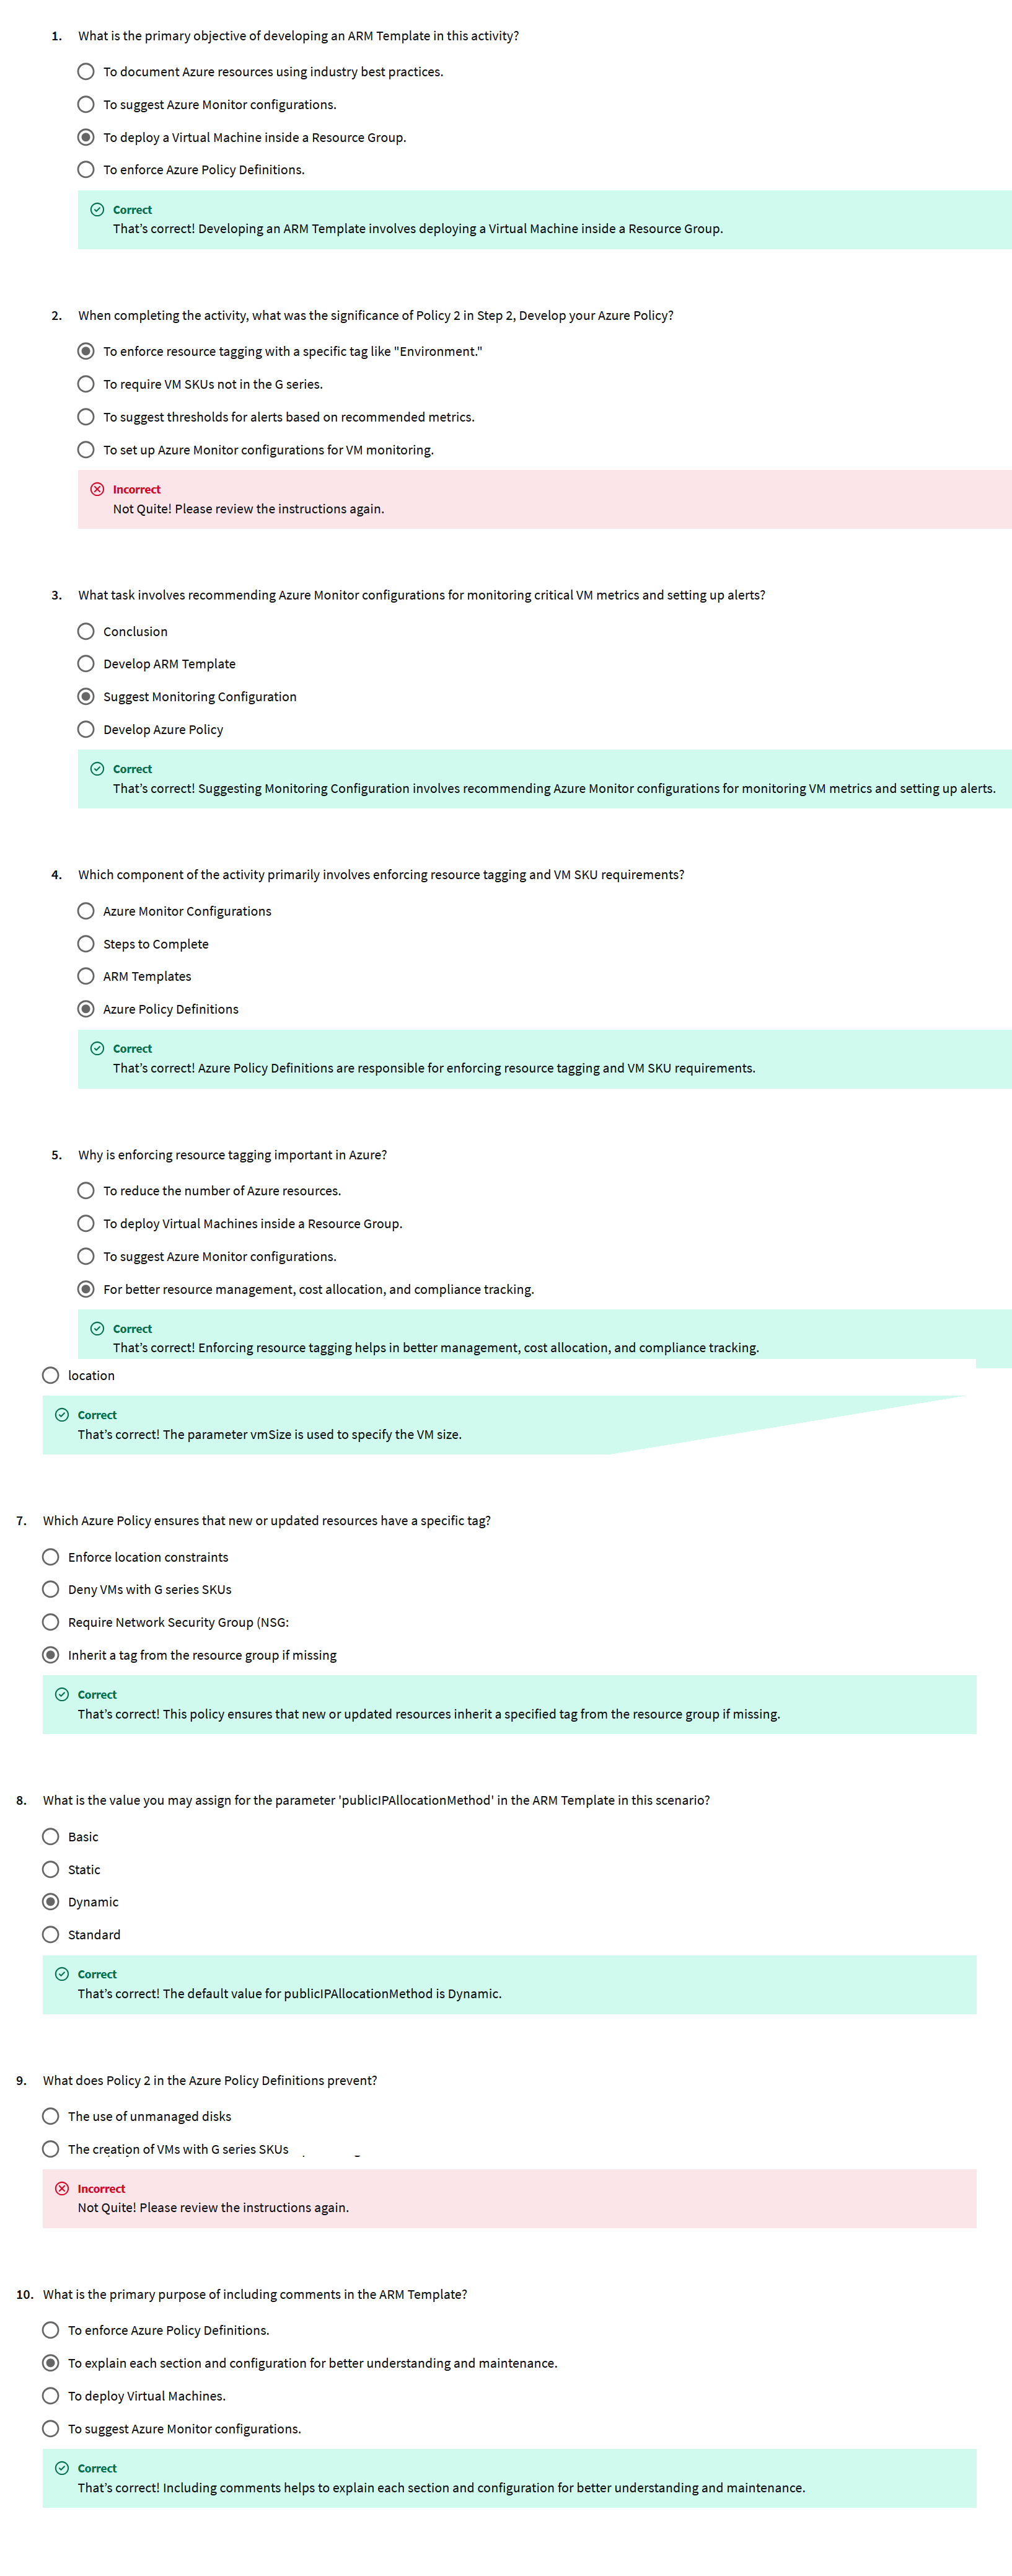 1. What is the primary objective of developing an ARM Template in this activity?
To document Azure resources using industry best practices.
To suggest Azure Monitor configurations.
To deploy a Virtual Machine inside a Resource Group.
To enforce Azure Policy Definitions.
Correct
That's correct! Developing an ARM Template involves deploying a Virtual Machine inside a Resource Group.
2. When completing the activity, what was the significance of Policy 2 in Step 2, Develop your Azure Policy?
To enforce resource tagging with a specific tag like "Environment."
To require VM SKUs not in the G series.
To suggest thresholds for alerts based on recommended metrics.
To set up Azure Monitor configurations for VM monitoring.
Incorrect
Not Quite! Please review the instructions again.
3. What task involves recommending Azure Monitor configurations for monitoring critical VM metrics and setting up alerts?
Conclusion
Develop ARM Template
Suggest Monitoring Configuration
Develop Azure Policy
Correct
That's correct! Suggesting Monitoring Configuration involves recommending Azure Monitor configurations for monitoring VM metrics and setting up alerts.
4. Which component of the activity primarily involves enforcing resource tagging and VM SKU requirements?
Azure Monitor Configurations
Steps to Complete
ARM Templates
Azure Policy Definitions
Correct
That's correct! Azure Policy Definitions are responsible for enforcing resource tagging and VM SKU requirements.
5. Why is enforcing resource tagging important in Azure?
To reduce the number of Azure resources.
To deploy Virtual Machines inside a Resource Group.
To suggest Azure Monitor configurations.
For better resource management, cost allocation, and compliance tracking.
Correct
That's correct! Enforcing resource tagging helps in better management, cost allocation, and compliance tracking.
location
Correct
That's correct! The parameter vmSize is used to specify the VM size.
7. Which Azure Policy ensures that new or updated resources have a specific tag?
Enforce location constraints
Deny VMs with G series SKUs
Require Network Security Group (NSG:
Inherit a tag from the resource group if missing
Correct
That's correct! This policy ensures that new or updated resources inherit a specified tag from the resource group if missing.
8. What is the value you may assign for the parameter 'publicIPAllocationMethod' in the ARM Template in this scenario?
Basic
Static
Dynamic
Standard
Correct
That's correct! The default value for publicIPAllocationMethod is Dynamic.
9. What does Policy 2 in the Azure Policy Definitions prevent?
The use of unmanaged disks
The creation of VMs with G series SKUs
Incorrect
Not Quite! Please review the instructions again.
10. What is the primary purpose of including comments in the ARM Template?
To enforce Azure Policy Definitions.
To explain each section and configuration for better understanding and maintenance.
To deploy Virtual Machines.
To suggest Azure Monitor configurations.
Correct
That's correct! Including comments helps to explain each section and configuration for better understanding and maintenance.